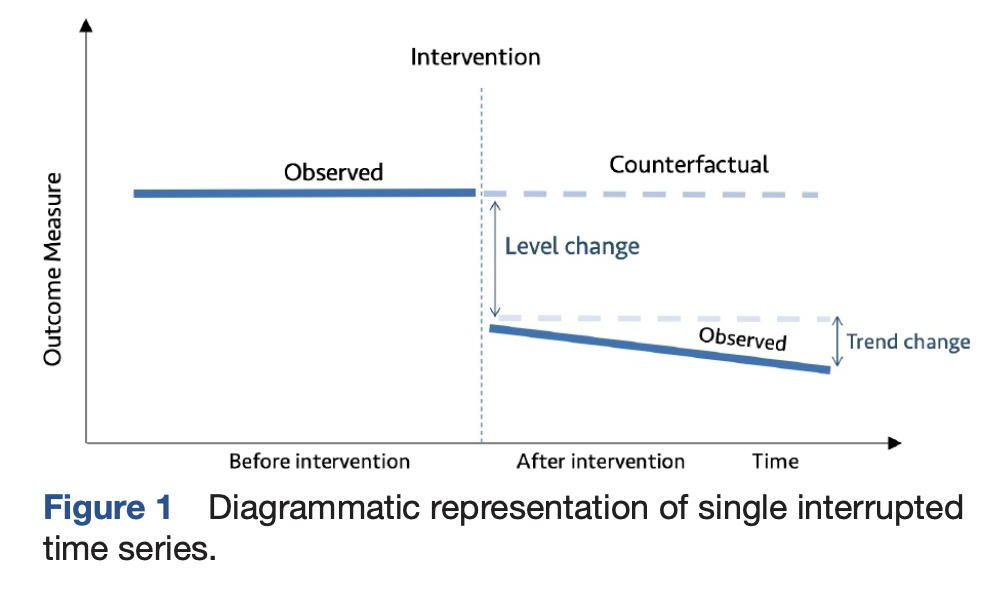 Intervention
Observed
Counterfactual
Outcome Measure
Level change
Observed
Trend change
Before intervention
After intervention
Time
Figure 1 Diagrammatic representation of single interrupted
time series.